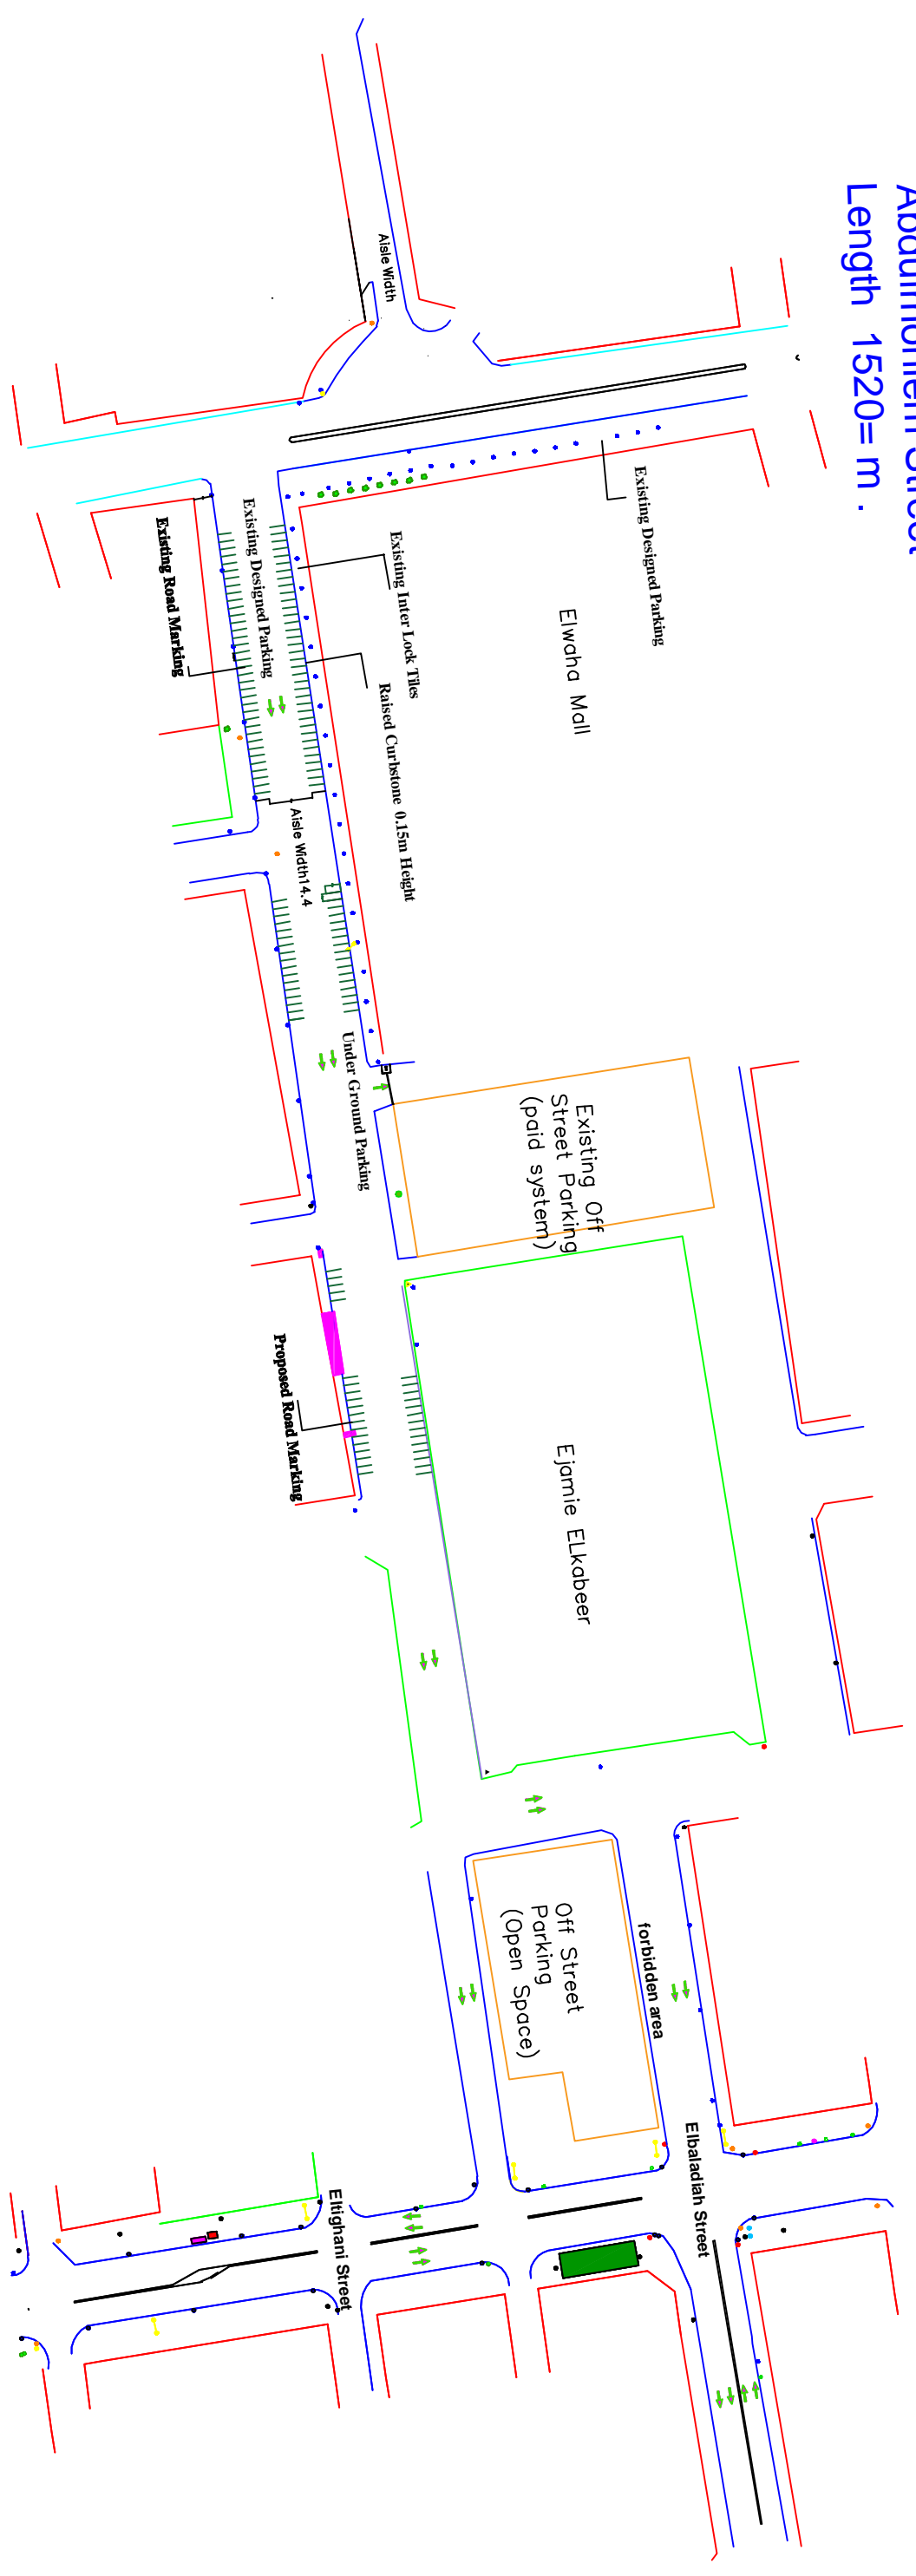 Length 1520= m .
Aisle Width
Existing Designed Parking
Existing Inter Lock Tiles
Existing Designed Parking
Existing Road Marking
Elwaha Mall
Raised Curbstone 0.15m Height
Aisle Width14.4
Under Ground Parking
Existing Off
Street Parking
(paid system)
Proposed Road Marking
Ejamie ELkabeer
forbidden area
Off Street
Parking
(Open Space)
Elbaladiah Street
Eltighani Street